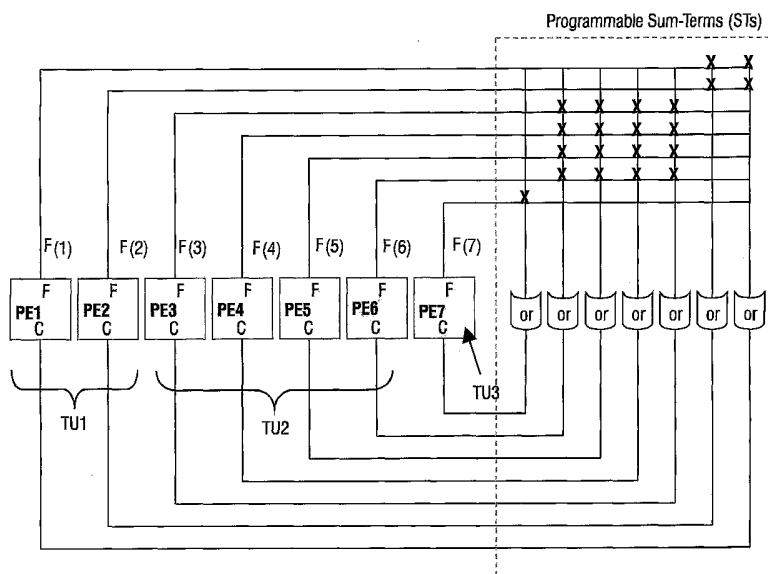 Programmable Sum-Terms (STs)
X X
X X
X X X X
X X X X
X X X X
X X X X
X
F(1) F(2) F(3) F(4) F(5) F(6) F(7)
F F F F F F F
PE1 PE2 PE3 PE4 PE5 PE6 PE7
C C C C C C C
or or or or or or or
TU3
TU1
TU2